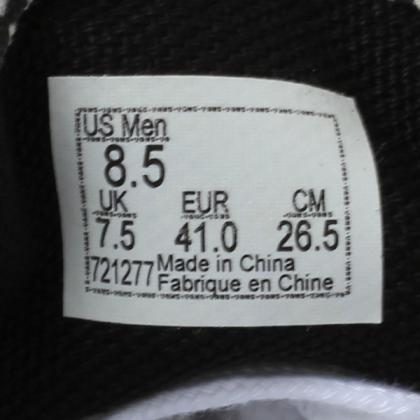 US Men
8.5
UK EUR CM
7.5 41.0 26.5
721277 Made in China
Fabriqué en Chine